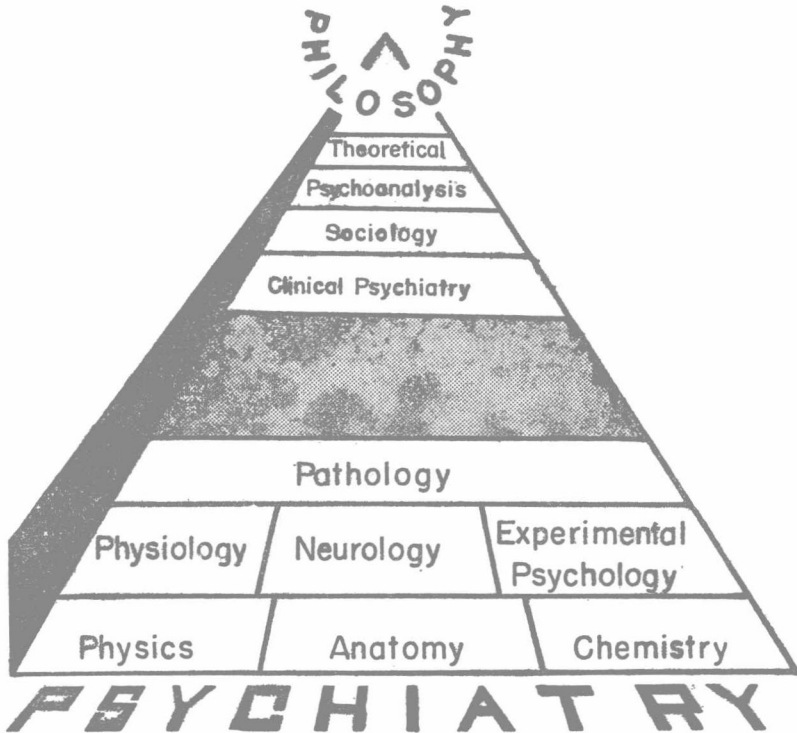 PHILOSOPHY
Theoretical
Psychoanalysis
Sociology
Clinical Psychiatry
Pathology
Physiology Neurology Experimental
Psychology
Physics Anatomy Chemistry
PSYCHIATRY